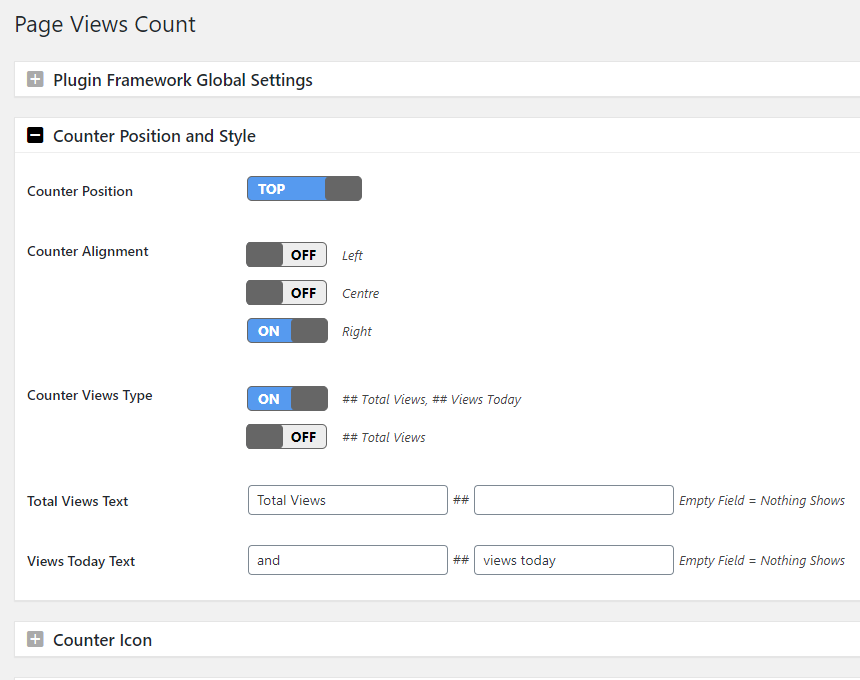 Page Views Count
Plugin Framework Global Settings
Counter Position and Style
Counter Position TOP
Counter Alignment OFF Left
OFF Centre
ON Right
Counter Views Type ON ## Total Views, ## Views Today
OFF ## Total Views
Total Views Text Total Views ## Empty Field = Nothing Shows
Views Today Text and ## views today Empty Field = Nothing Shows
Counter Icon